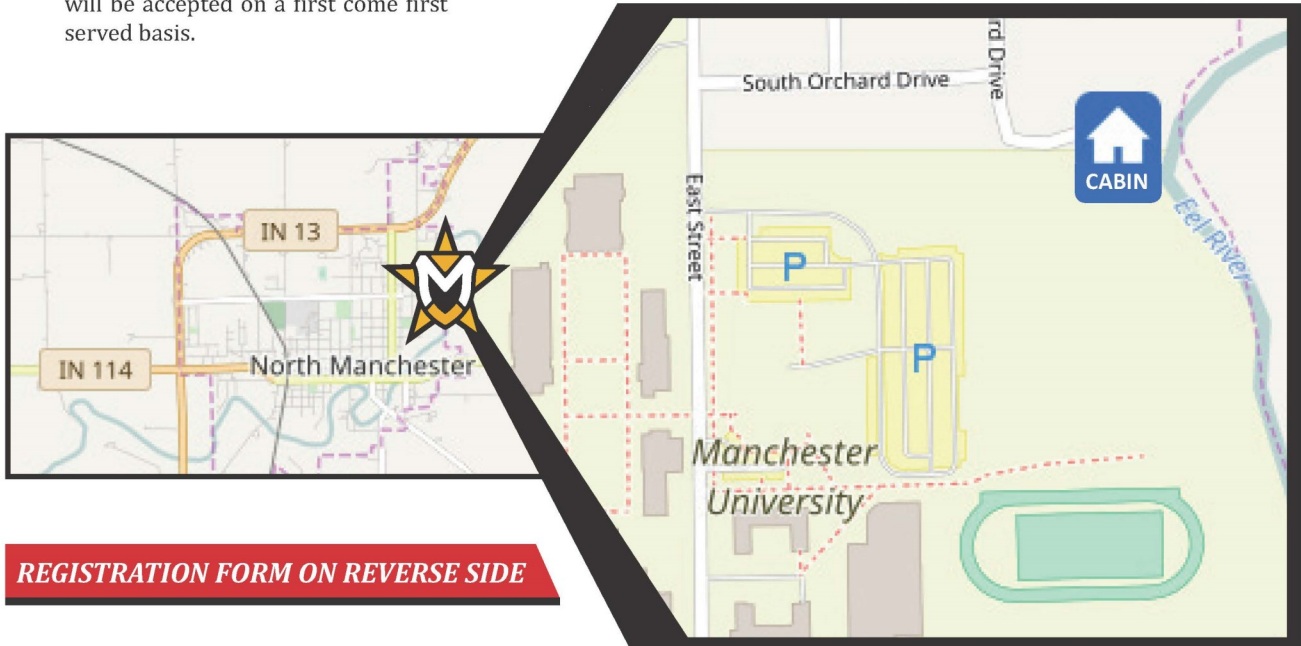 will be accepted on a first come first
served basis.
IN 13
IN 114
North Manchester
M
REGISTRATION FORM ON REVERSE SIDE
South Orchard Drive
rd Drive
CABIN
East Street
Eel River
P
P
Manchester
University